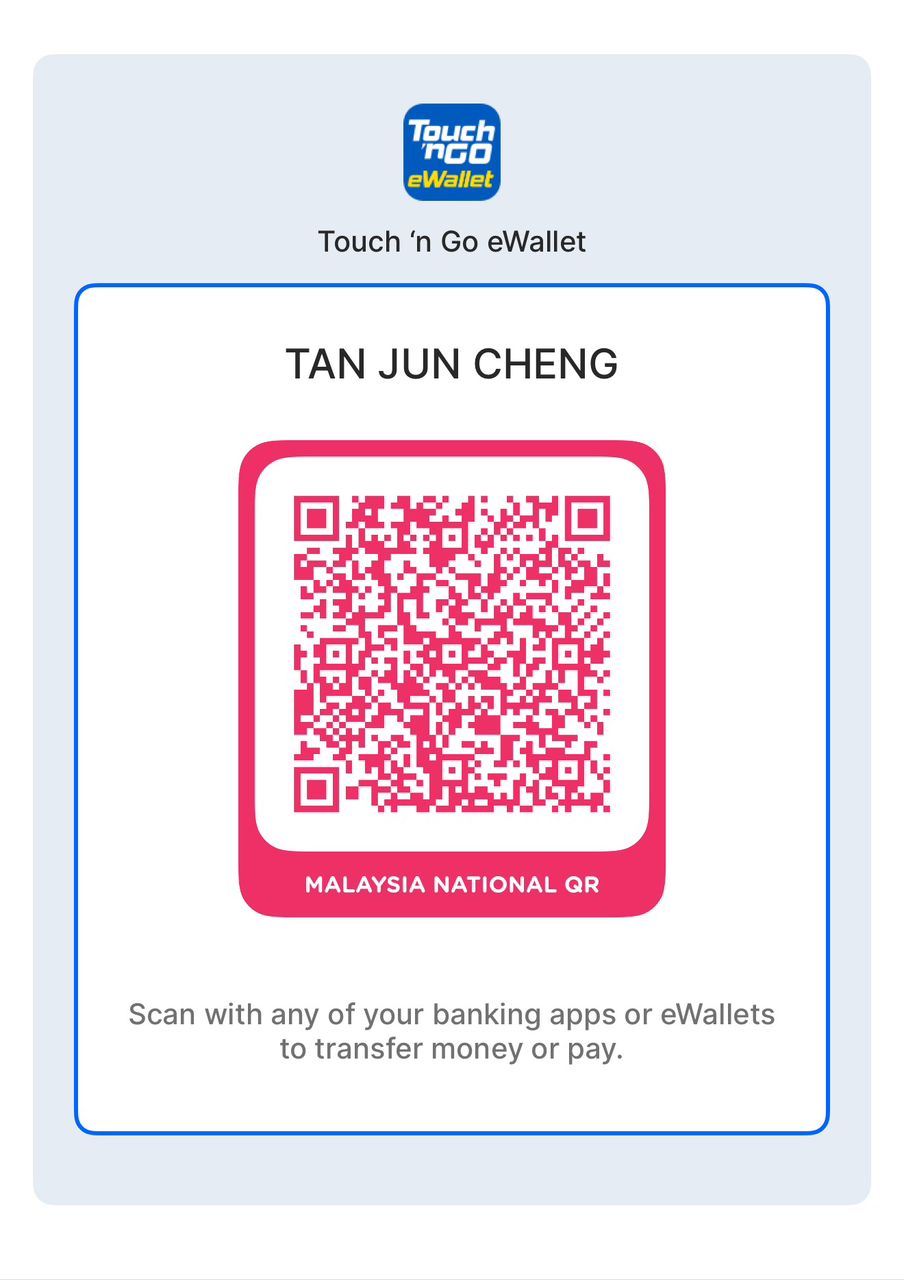 Touch
'n GO
eWallet
Touch ‘n Go eWallet
TAN JUN CHENG
MALAYSIA NATIONAL QR
Scan with any of your banking apps or eWallets
to transfer money or pay.